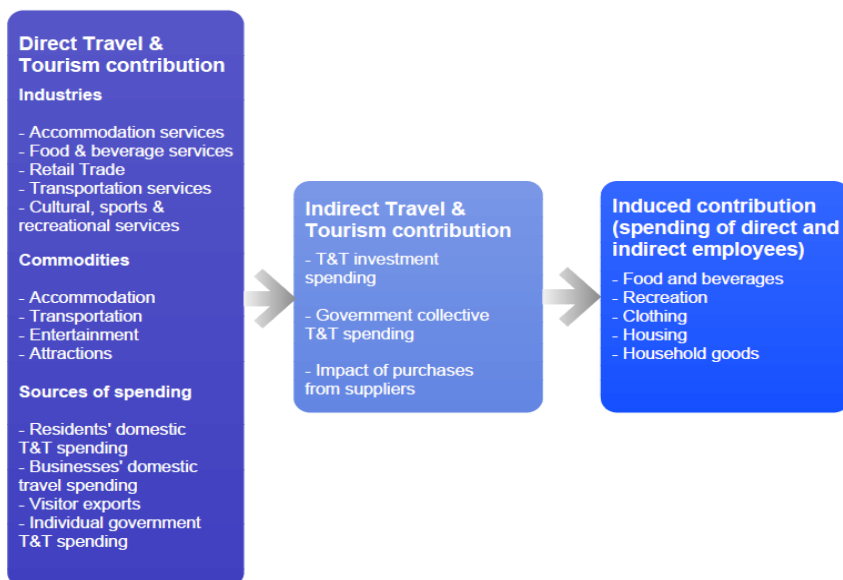 Direct Travel &
Tourism contribution
Industries
- Accommodation services
- Food & beverage services
- Retail Trade
- Transportation services
- Cultural, sports &
recreational services
Commodities
- Accommodation
- Transportation
- Entertainment
- Attractions
Sources of spending
- Residents' domestic
T&T spending
- Businesses' domestic
travel spending
- Visitor exports
- Individual government
T&T spending
Indirect Travel &
Tourism contribution
- T&T investment
spending
- Government collective
T&T spending
- Impact of purchases
from suppliers
Induced contribution
(spending of direct and
indirect employees)
- Food and beverages
- Recreation
- Clothing
- Housing
- Household goods